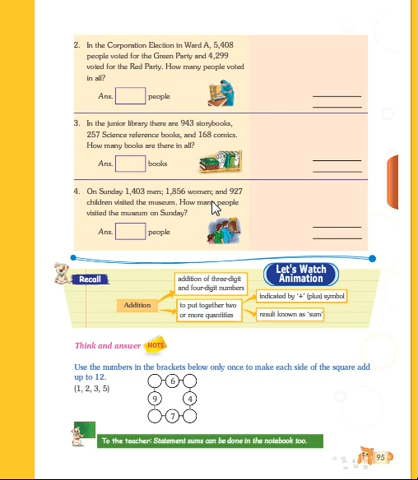 2. In the Corporation Election in Ward A, 5,408
people voted for the Green Party and 4,299
voted for the Red Party. How many people voted
in all?
Ans. people
3. In the junior library there are 943 storybooks,
257 Science reference books, and 168 comics.
How many books are there in all?
Ans. books
4. On Sunday 1,403 men; 1,856 women; and 927
children visited the museum. How many people
visited the museum on Sunday?
Ans. people
Recall
Let's Watch
Animation
addition of three-digit
and four-digit numbers
indicated by '+' (plus) symbol
Addition
to put together two
or more quantities
result known as 'sum'
Think and answer HOTS
Use the numbers in the brackets below only once to make each side of the square add
up to 12.
(1, 2, 3, 5)
6
9 4
7
To the teacher: Statement sums can be done in the notebook too.
95